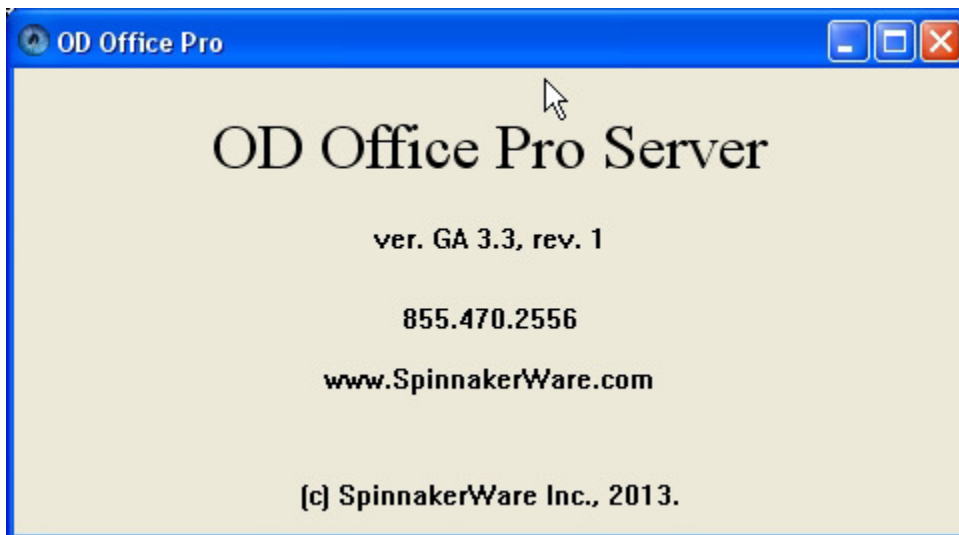 OD Office Pro
OD Office Pro Server
ver. GA 3.3, rev. 1
855.470.2556
www.SpinnakerWare.com
(c) SpinnakerWare Inc., 2013.